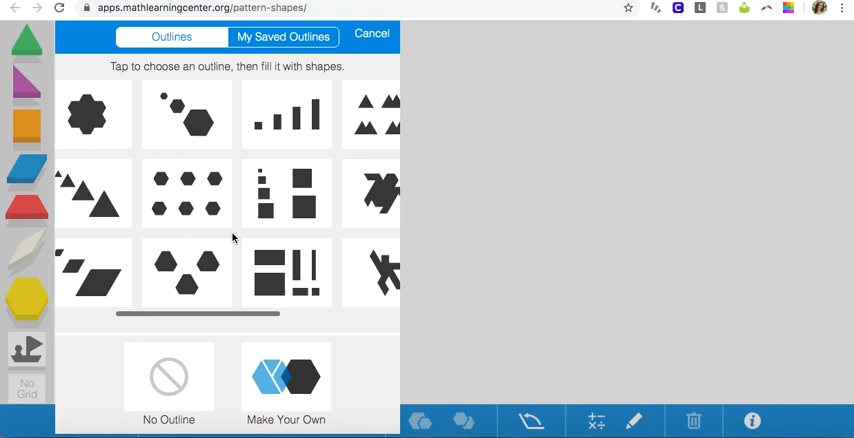 apps.mathlearningcenter.org/pattern-shapes/
Outlines
My Saved Outlines
Cancel
Tap to choose an outline, then fill it with shapes.
No Outline
Make Your Own
No
Grid